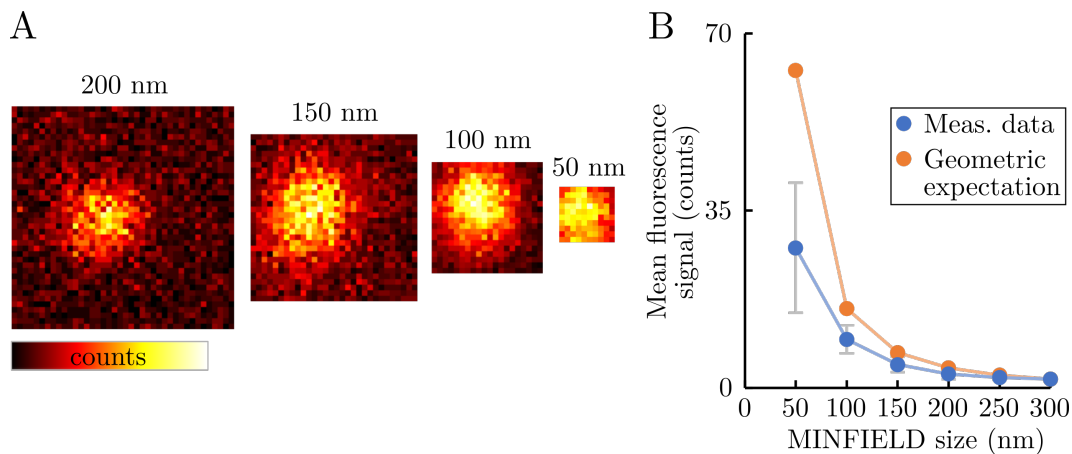 A
200 nm
150 nm
100 nm
50 nm
counts
B
70
35
0
Mean fluorescence
signal (counts)
Meas. data
Geometric
expectation
0 50 100 150 200 250 300
MINFIELD size (nm)